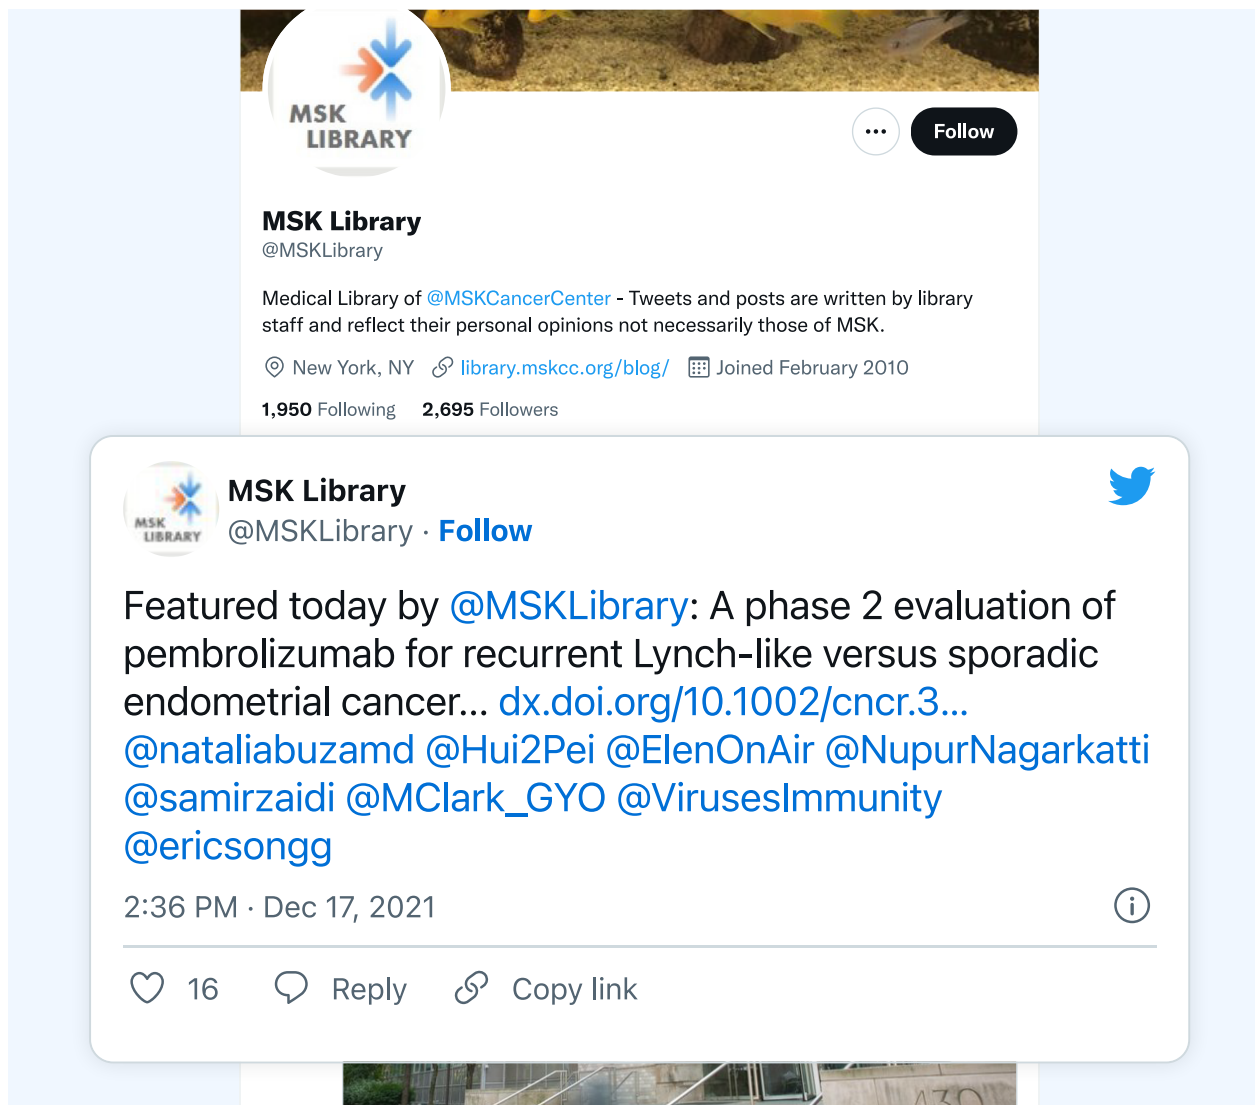 MSK
LIBRARY
Follow
MSK Library
@MSKLibrary
Medical Library of @MSKCancerCenter - Tweets and posts are written by library
staff and reflect their personal opinions not necessarily those of MSK.
New York, NY library.mskcc.org/blog/ Joined February 2010
1,950 Following 2,695 Followers
MSK
LIBRARY
MSK Library
@MSKLibrary · Follow
Featured today by @MSKLibrary: A phase 2 evaluation of
pembrolizumab for recurrent Lynch-like versus sporadic
endometrial cancer... dx.doi.org/10.1002/cncr.3...
@nataliabuzamd @Hui2Pei @ElenOnAir @NupurNagarkatti
@samirzaidi @MClark_GYO @VirusesImmunity
@ericsongg
2:36 PM · Dec 17, 2021
16 Reply Copy link